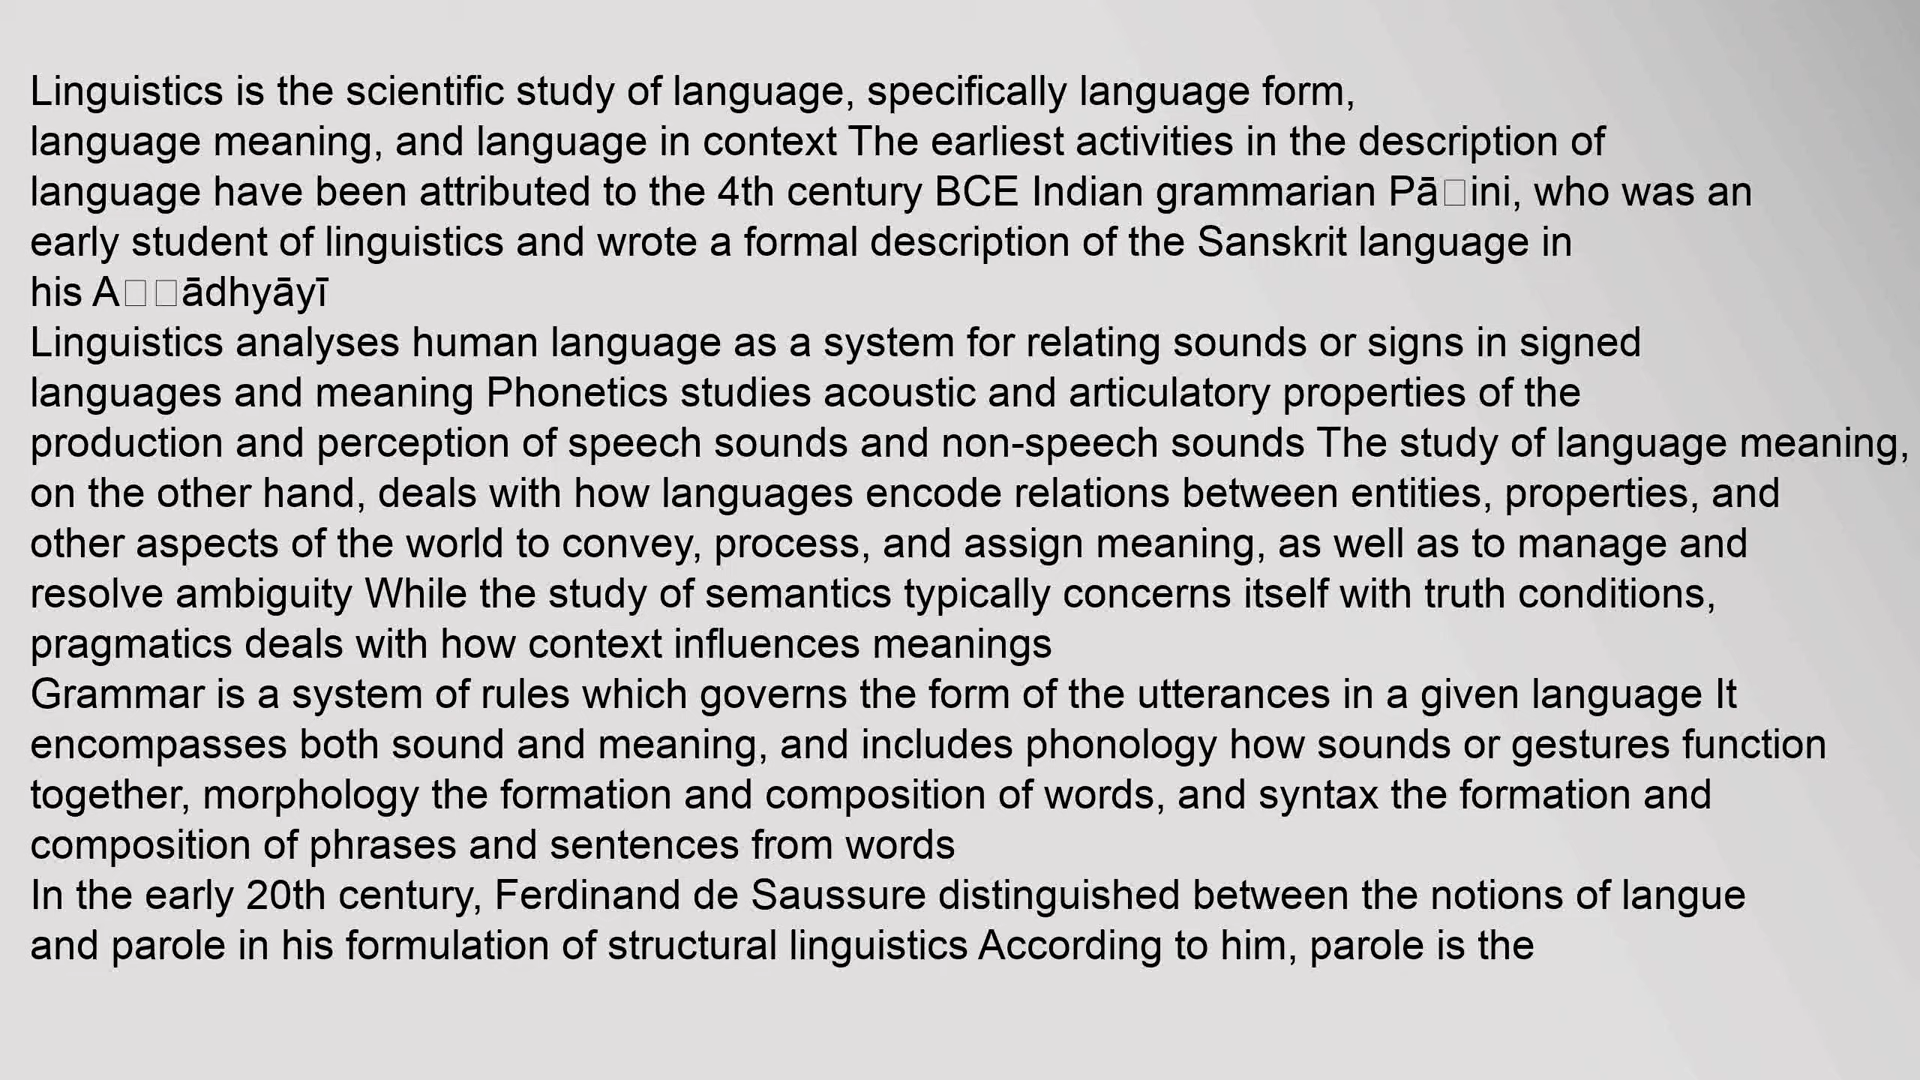 Linguistics is the scientific study of language, specifically language form,
language meaning, and language in context The earliest activities in the description of
language have been attributed to the 4th century BCE Indian grammarian Pā□ini, who was an
early student of linguistics and wrote a formal description of the Sanskrit language in
his A□□ādhyāyī
Linguistics analyses human language as a system for relating sounds or signs in signed
languages and meaning Phonetics studies acoustic and articulatory properties of the
production and perception of speech sounds and non-speech sounds The study of language meaning,
on the other hand, deals with how languages encode relations between entities, properties, and
other aspects of the world to convey, process, and assign meaning, as well as to manage and
resolve ambiguity While the study of semantics typically concerns itself with truth conditions,
pragmatics deals with how context influences meanings
Grammar is a system of rules which governs the form of the utterances in a given language It
encompasses both sound and meaning, and includes phonology how sounds or gestures function
together, morphology the formation and composition of words, and syntax the formation and
composition of phrases and sentences from words
In the early 20th century, Ferdinand de Saussure distinguished between the notions of langue
and parole in his formulation of structural linguistics According to him, parole is the